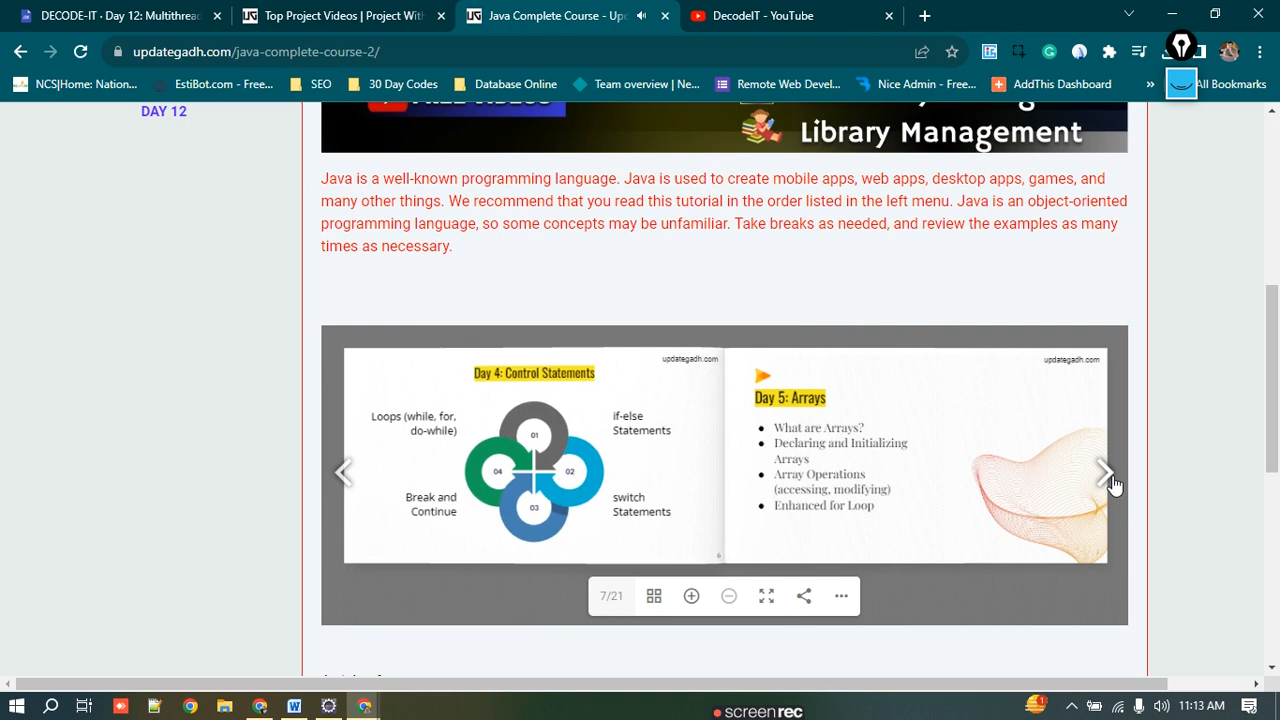 DECODE-IT · Day 12: Multithrea
Top Project Videos | Project Wit
Java Complete Course - Up
DecodeIT - YouTube
updategadh.com/java-complete-course-2/
NCS|Home: Nation...
EstiBot.com - Free...
SEO
30 Day Codes
Database Online
Team overview | Ne...
Remote Web Devel...
Nice Admin - Free...
AddThis Dashboard
»
All Bookmarks
DAY 12
Library Management
Java is a well-known programming language. Java is used to create mobile apps, web apps, desktop apps, games, and
many other things. We recommend that you read this tutorial in the order listed in the left menu. Java is an object-oriented
programming language, so some concepts may be unfamiliar. Take breaks as needed, and review the examples as many
times as necessary.
updategadh.com
Day 4: Control Statements
Loops (while, for,
do-while)
if-else
Statements
01
04
02
03
Break and
Continue
switch
Statements
6
updategadh.com
Day 5: Arrays
● What are Arrays?
● Declaring and Initializing
Arrays
● Array Operations
(accessing, modifying)
● Enhanced for Loop
7/21
11:13 AM
screenrec